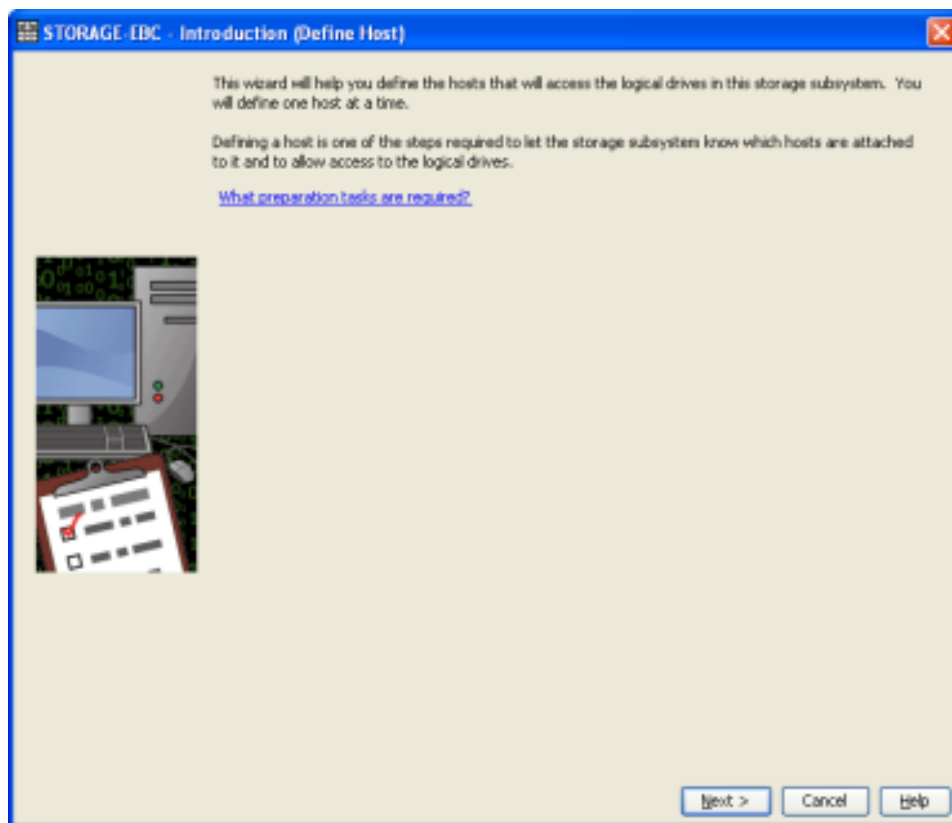 STORAGE-EBC - Introduction (Define Host)
This wizard will help you define the hosts that will access the logical drives in this storage subsystem. You
will define one host at a time.
Defining a host is one of the steps required to let the storage subsystem know which hosts are attached
to it and to allow access to the logical drives.
What preparation tasks are required?
Next >
Cancel
Help